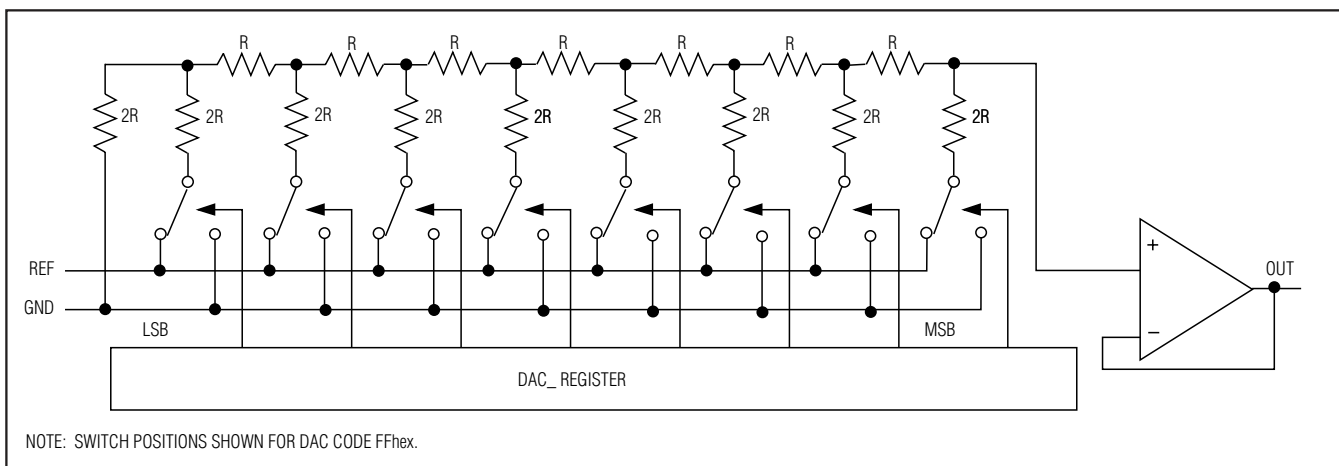 R R R R R R R
2R 2R 2R 2R 2R 2R 2R 2R 2R
REF
GND
LSB MSB
+
−
OUT
DAC_ REGISTER
NOTE: SWITCH POSITIONS SHOWN FOR DAC CODE FFhex.